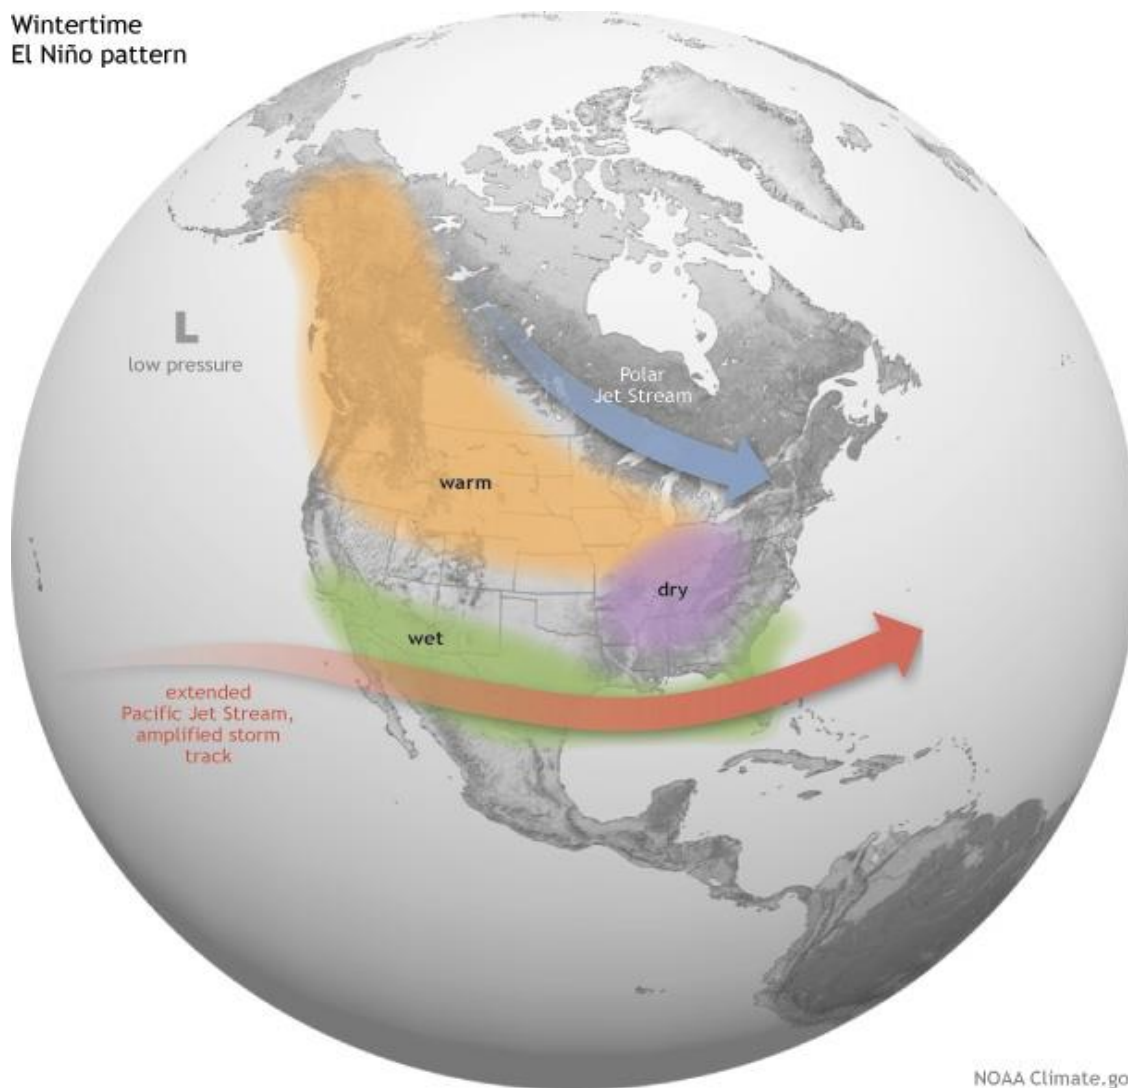 Wintertime
El Niño pattern
L
low pressure
Polar
Jet Stream
warm
dry
wet
extended
Pacific Jet Stream,
amplified storm
track
NOAA Climate.go